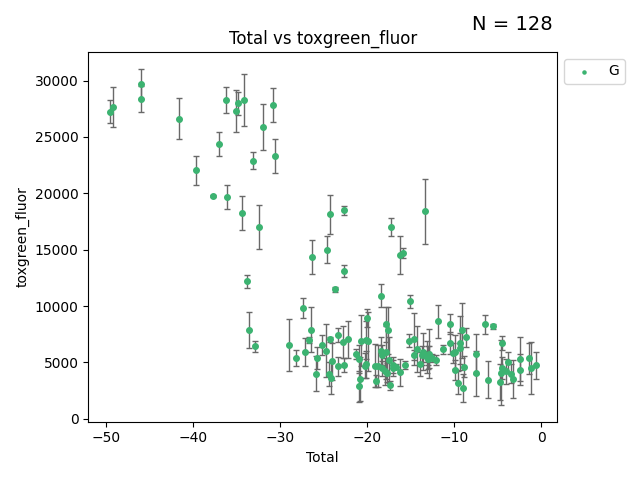 N = 128
Total vs toxgreen_fluor
G
toxgreen_fluor
30000
25000
20000
15000
10000
5000
0
−50 −40 −30 −20 −10 0
Total